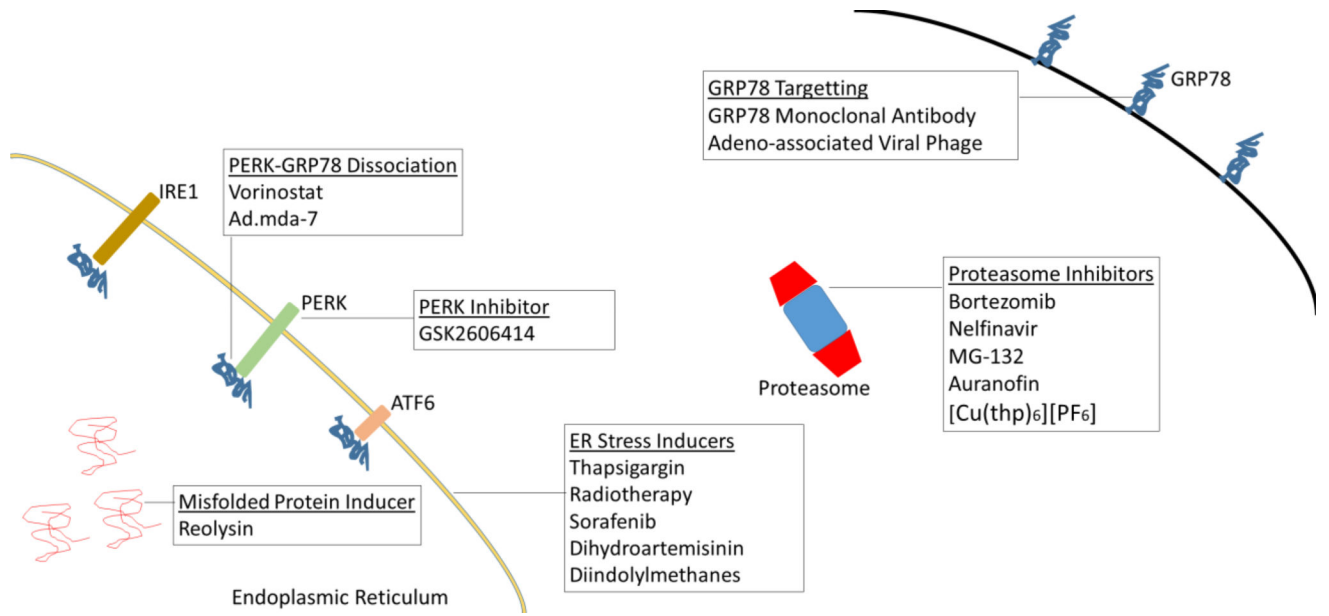 GRP78 Targetting
GRP78 Monoclonal Antibody
Adeno-associated Viral Phage
GRP78
PERK-GRP78 Dissociation
Vorinostat
Ad.mda-7
IRE1
PERK
PERK Inhibitor
GSK2606414
Proteasome Inhibitors
Bortezomib
Nelfinavir
MG-132
Auranofin
[Cu(thp)₆][PF₆]
Proteasome
ATF6
ER Stress Inducers
Thapsigargin
Radiotherapy
Sorafenib
Dihydroartemisinin
Diindolylmethanes
Misfolded Protein Inducer
Reolysin
Endoplasmic Reticulum